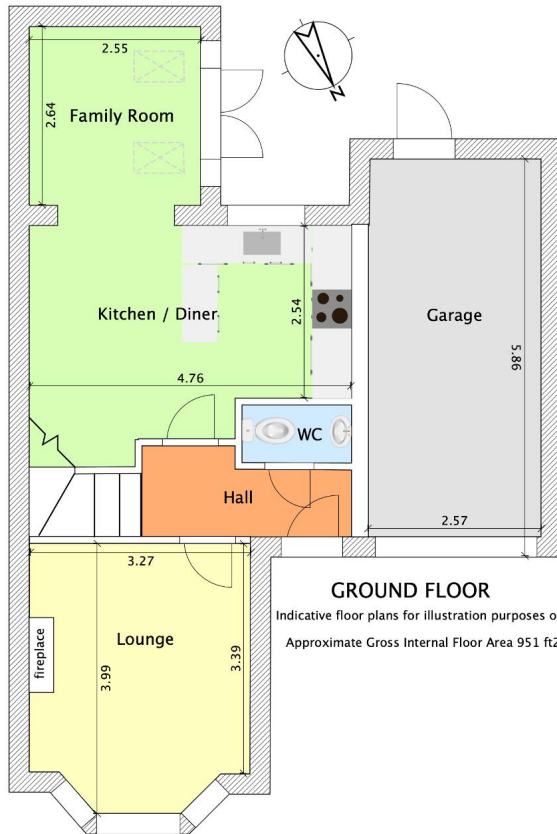 2.55
Family Room
2.64
N
Kitchen / Diner
2.54
Garage
5.86
4.76
WC
Hall
2.57
3.27
GROUND FLOOR
Indicative floor plans for illustration purposes
Approximate Gross Internal Floor Area 951 ft2
Lounge
fireplace
3.99
3.39